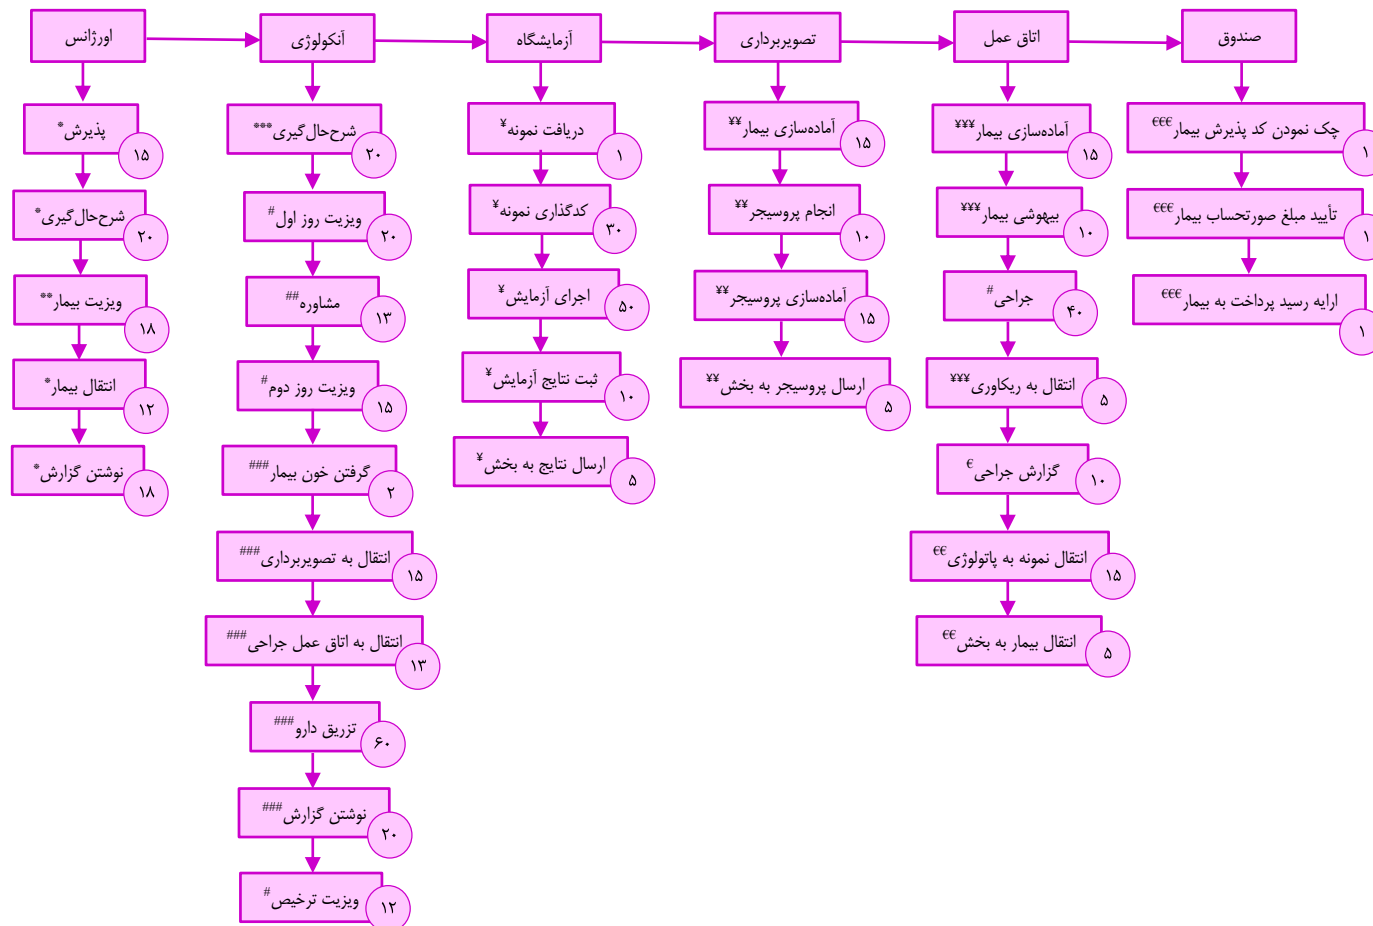 اورژانس
پذیرش*
۱۵
شرح‌حال‌گیری*
۲۰
ویزیت بیمار**
۱۸
انتقال بیمار*
۱۲
نوشتن گزارش*
۱۸
آنکولوژی
شرح‌حال‌گیری***
۲۰
ویزیت روز اول#
۲۰
مشاوره##
۱۳
ویزیت روز دوم#
۱۵
گرفتن خون بیمار###
۲
انتقال به تصویربرداری###
۱۵
انتقال به اتاق عمل جراحی###
۱۳
تزریق دارو###
۶۰
نوشتن گزارش###
۲۰
ویزیت ترخیص#
۱۲
آزمایشگاه
دریافت نمونه¥
۱
کدگذاری نمونه¥
۳۰
اجرای آزمایش¥
۵۰
ثبت نتایج آزمایش¥
۱۰
ارسال نتایج به بخش¥
۵
تصویربرداری
آماده‌سازی بیمار¥¥
۱۵
انجام پروسیجر¥¥
۱۰
آماده‌سازی پروسیجر¥¥
۱۵
ارسال پروسیجر به بخش¥¥
۵
اتاق عمل
آماده‌سازی بیمار¥¥¥
۱۵
بیهوشی بیمار¥¥¥
۱۰
جراحی#
۴۰
انتقال به ریکاوری¥¥¥
۵
گزارش جراحی€
۱۰
انتقال نمونه به پاتولوژی€€
۱۵
انتقال بیمار به بخش€€
۵
صندوق
چک نمودن کد پذیرش بیمار€€€
۱
تأیید مبلغ صورتحساب بیمار€€€
۱
ارایه رسید پرداخت به بیمار€€€
۱